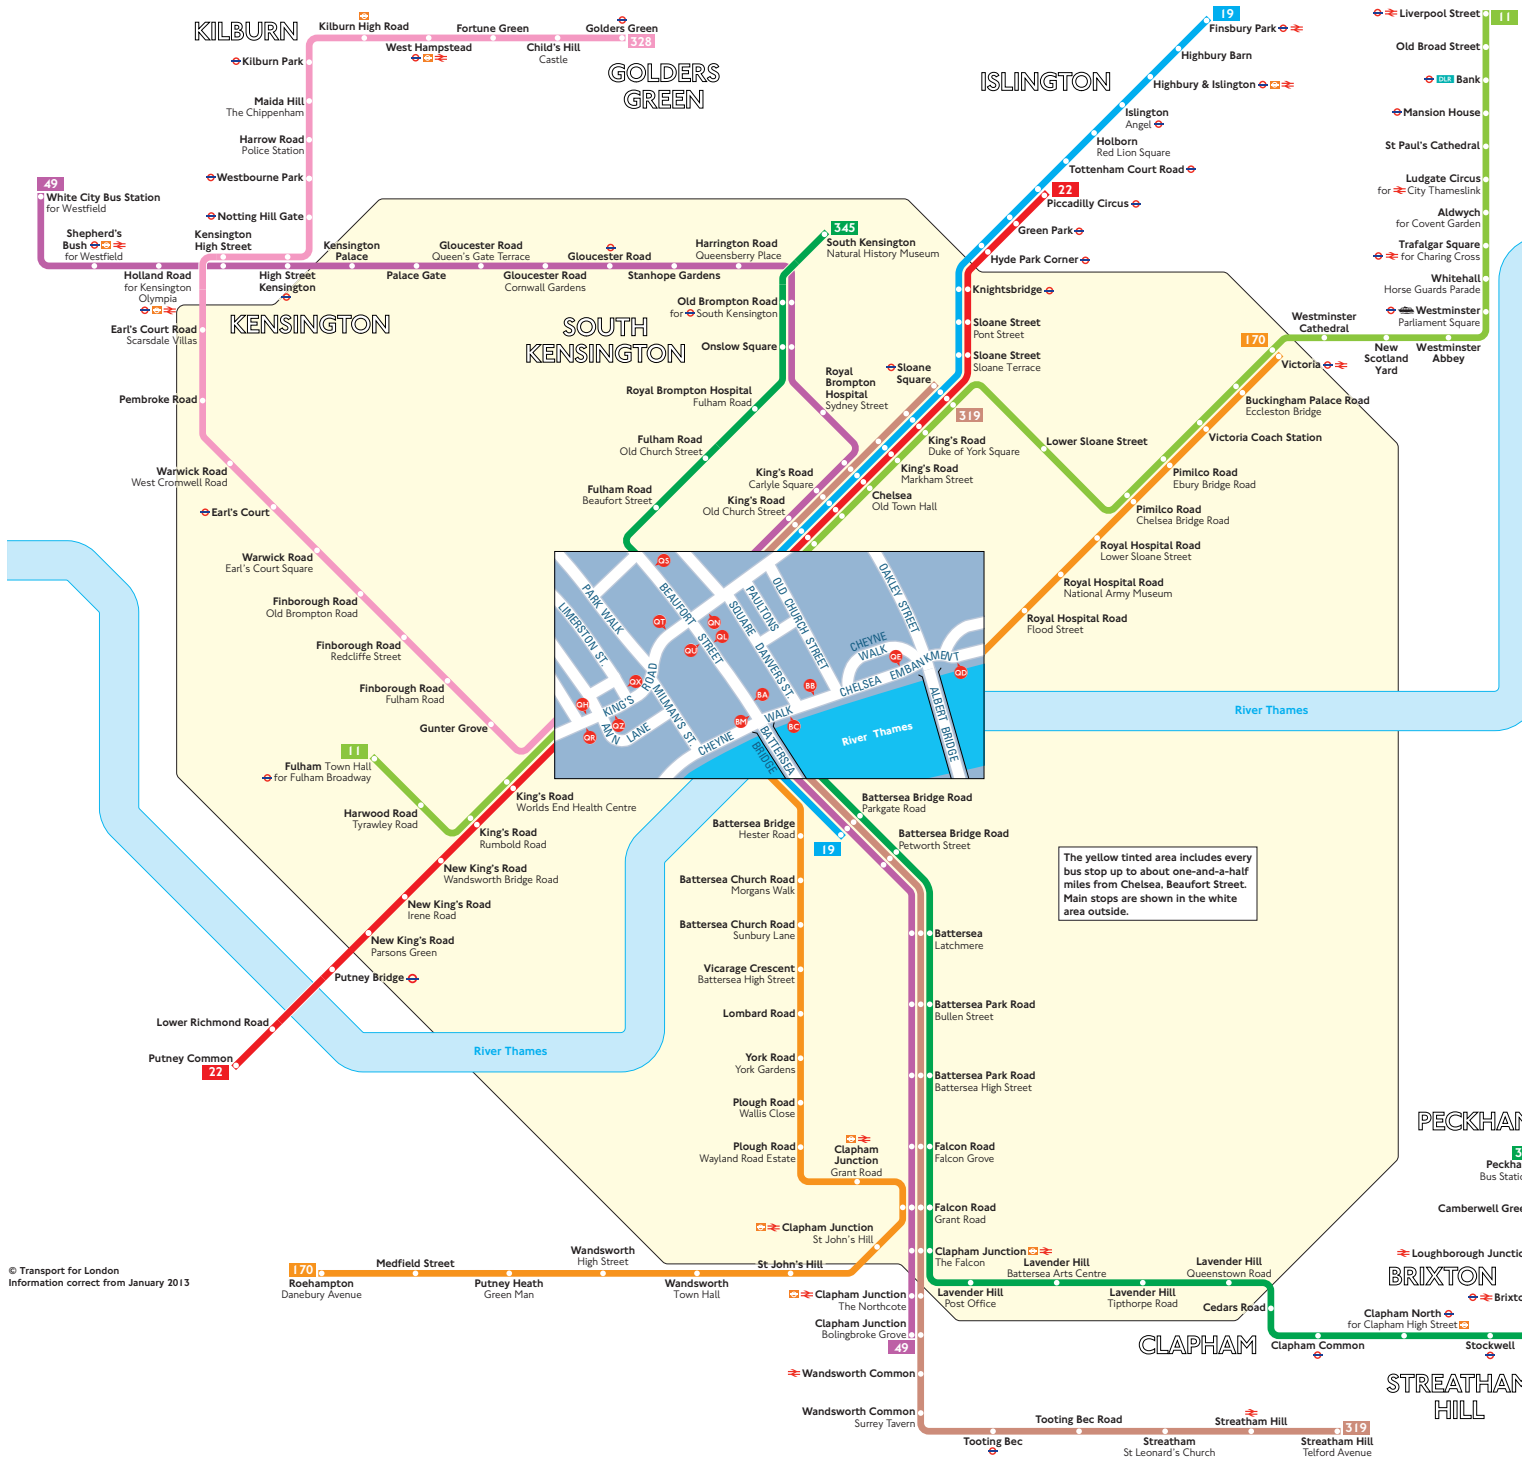 KILBURN
Kilburn High Road
Fortune Green
Golders Green
328
West Hampstead
Child's Hill
Castle
GOLDERS
GREEN
Kilburn Park
Maida Hill
The Chippenham
Harrow Road
Police Station
Westbourne Park
Notting Hill Gate
49
White City Bus Station
for Westfield
Shepherd's
Bush
for Westfield
Kensington
High Street
Holland Road
for Kensington
Olympia
High Street
Kensington
Kensington
Palace
Palace Gate
Gloucester Road
Queen's Gate Terrace
Gloucester Road
Cornwall Gardens
Gloucester Road
Stanhope Gardens
Harrington Road
Queensberry Place
345
South Kensington
Natural History Museum
KENSINGTON
SOUTH
KENSINGTON
Old Brompton Road
for South Kensington
Onslow Square
Earl's Court Road
Scarsdale Villas
Pembroke Road
Warwick Road
West Cromwell Road
Earl's Court
Warwick Road
Earl's Court Square
Finborough Road
Old Brompton Road
Finborough Road
Redcliffe Street
Finborough Road
Fulham Road
Gunter Grove
Royal Brompton Hospital
Fulham Road
Fulham Road
Old Church Street
Fulham Road
Beaufort Street
Royal
Brompton
Hospital
Sydney Street
King's Road
Carlyle Square
King's Road
Old Church Street
19
Finsbury Park
Highbury Barn
ISLINGTON
Highbury & Islington
Islington
Angel
Holborn
Red Lion Square
Tottenham Court Road
22
Piccadilly Circus
Green Park
Hyde Park Corner
Knightsbridge
Sloane Street
Pont Street
Sloane Street
Sloane Terrace
Sloane
Square
319
King's Road
Duke of York Square
King's Road
Markham Street
Chelsea
Old Town Hall
Lower Sloane Street
Liverpool Street
11
Old Broad Street
DLR Bank
Mansion House
St Paul's Cathedral
Ludgate Circus
for City Thameslink
Aldwych
for Covent Garden
Trafalgar Square
for Charing Cross
Whitehall
Horse Guards Parade
Westminster
Parliament Square
Westminster
Cathedral
New
Scotland
Yard
Westminster
Abbey
170
Victoria
Buckingham Palace Road
Eccleston Bridge
Victoria Coach Station
Pimlico Road
Ebury Bridge Road
Pimlico Road
Chelsea Bridge Road
Royal Hospital Road
Lower Sloane Street
Royal Hospital Road
National Army Museum
Royal Hospital Road
Flood Street
QS
PARK WALK
BEAUFORT
STREET
LIMERSTON ST.
QT
QN
QL
QU
SQUARE
PAULTONS
OLD CHURCH STREET
DANVERS ST.
OAKLEY STREET
CHEYNE
WALK
QE
QD
CHELSEA EMBANKMENT
ALBERT BRIDGE
QX
KING'S
ROAD
MILMAN'S ST.
QH
QZ
QR
ANN LANE
BA
BB
BM
BC
CHEYNE
WALK
BATTERSEA
BRIDGE
River Thames
River Thames
11
Fulham Town Hall
for Fulham Broadway
Harwood Road
Tyrawley Road
King's Road
Worlds End Health Centre
King's Road
Rumbold Road
New King's Road
Wandsworth Bridge Road
New King's Road
Irene Road
New King's Road
Parsons Green
Putney Bridge
Lower Richmond Road
Putney Common
22
River Thames
Battersea Bridge
Hester Road
19
Battersea Church Road
Morgans Walk
Battersea Church Road
Sunbury Lane
Vicarage Crescent
Battersea High Street
Lombard Road
York Road
York Gardens
Plough Road
Wallis Close
Plough Road
Wayland Road Estate
Clapham
Junction
Grant Road
Clapham Junction
St John's Hill
Battersea Bridge Road
Parkgate Road
Battersea Bridge Road
Petworth Street
The yellow tinted area includes every
bus stop up to about one-and-a-half
miles from Chelsea, Beaufort Street.
Main stops are shown in the white
area outside.
Battersea
Latchmere
Battersea Park Road
Bullen Street
Battersea Park Road
Battersea High Street
Falcon Road
Falcon Grove
Falcon Road
Grant Road
Clapham Junction
The Falcon
Lavender Hill
Post Office
Lavender Hill
Battersea Arts Centre
Lavender Hill
Tipthorpe Road
Lavender Hill
Queenstown Road
Cedars Road
170
Roehampton
Danebury Avenue
Medfield Street
Putney Heath
Green Man
Wandsworth
High Street
Wandsworth
Town Hall
St John's Hill
Clapham Junction
The Northcote
Clapham Junction
Bolingbroke Grove
49
Wandsworth Common
Wandsworth Common
Surrey Tavern
Tooting Bec
Tooting Bec Road
Streatham
St Leonard's Church
Streatham Hill
319
Streatham Hill
Telford Avenue
CLAPHAM
Clapham Common
Clapham North
for Clapham High Street
Stockwell
PECKHAM
3
Peckha
Bus Statio
Camberwell Gree
Loughborough Junctio
BRIXTON
Brixto
STREATHAM
HILL
© Transport for London
Information correct from January 2013